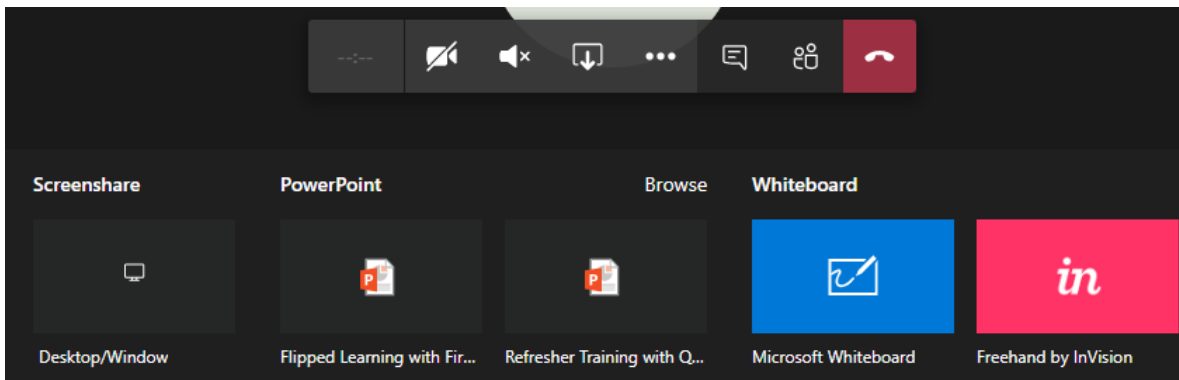 --:--
Screenshare PowerPoint Browse Whiteboard
P P in
Desktop/Window Flipped Learning with Fir... Refresher Training with Q... Microsoft Whiteboard Freehand by InVision